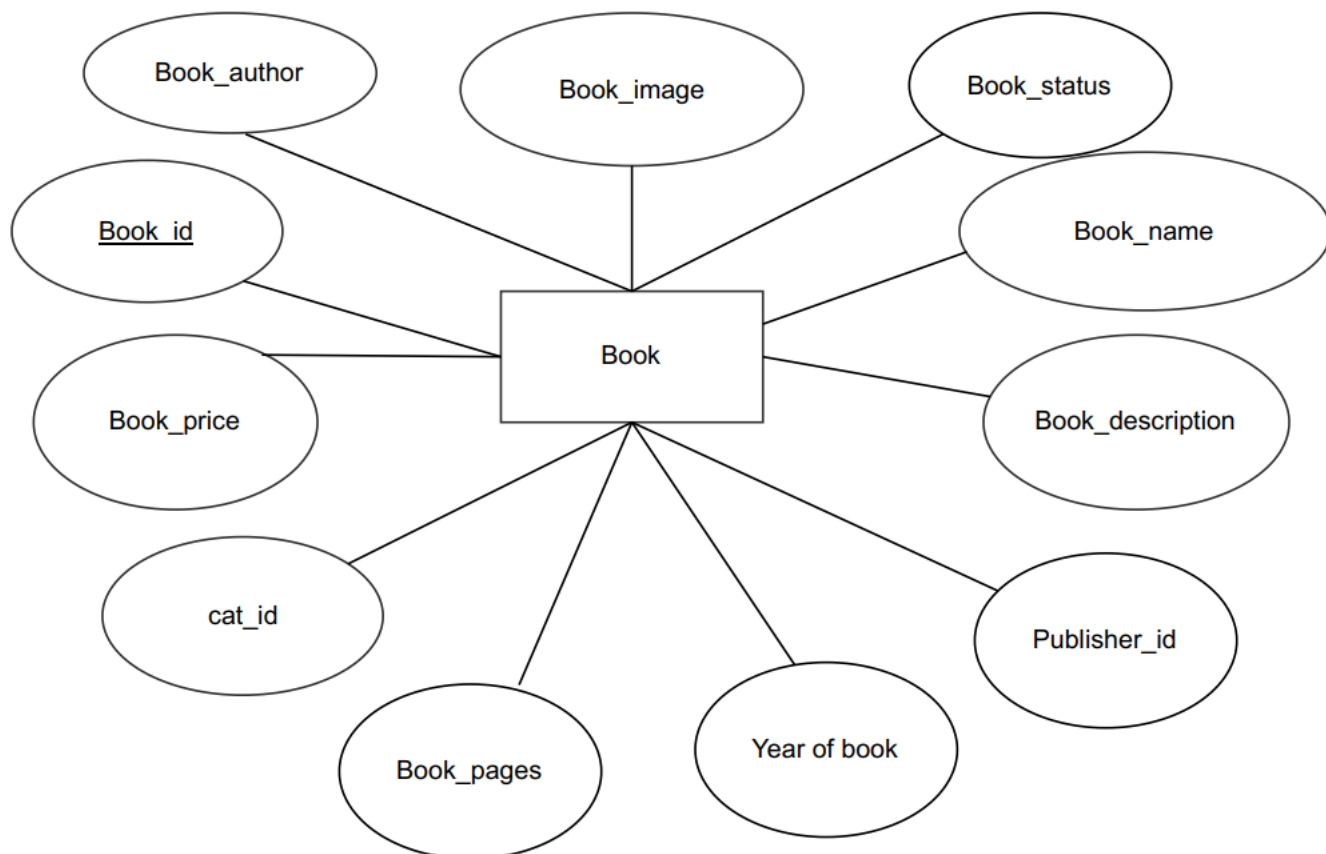 Book_author
Book_image
Book_status
Book_id
Book_name
Book
Book_price
Book_description
cat_id
Publisher_id
Book_pages
Year of book